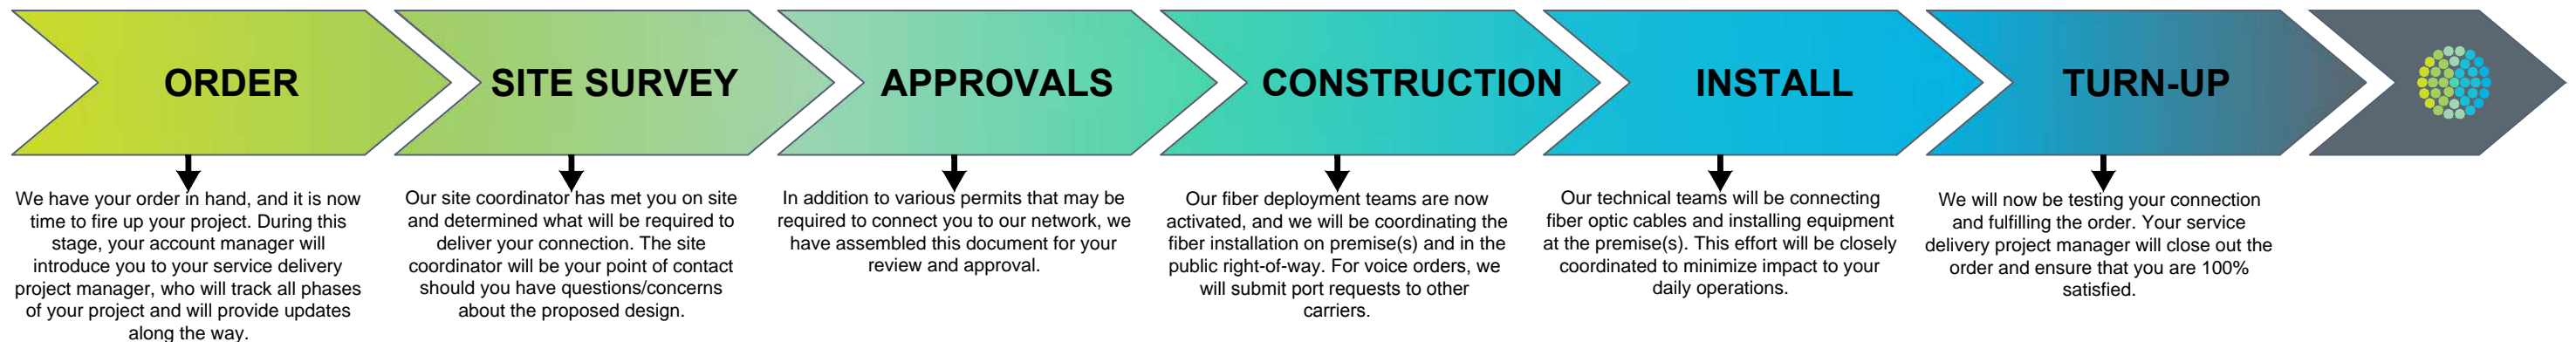 ORDER
We have your order in hand, and it is now
time to fire up your project. During this
stage, your account manager will
introduce you to your service delivery
project manager, who will track all phases
of your project and will provide updates
along the way.
SITE SURVEY
Our site coordinator has met you on site
and determined what will be required to
deliver your connection. The site
coordinator will be your point of contact
should you have questions/concerns
about the proposed design.
APPROVALS
In addition to various permits that may be
required to connect you to our network, we
have assembled this document for your
review and approval.
CONSTRUCTION
Our fiber deployment teams are now
activated, and we will be coordinating the
fiber installation on premise(s) and in the
public right-of-way. For voice orders, we
will submit port requests to other
carriers.
INSTALL
Our technical teams will be connecting
fiber optic cables and installing equipment
at the premise(s). This effort will be closely
coordinated to minimize impact to your
daily operations.
TURN-UP
We will now be testing your connection
and fulfilling the order. Your service
delivery project manager will close out the
order and ensure that you are 100%
satisfied.